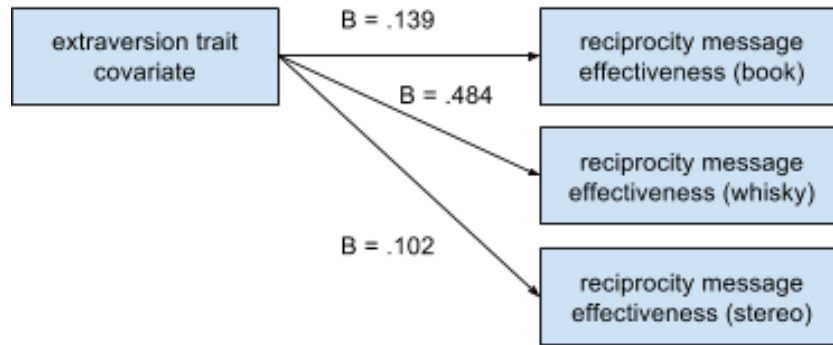 extraversion trait
covariate
B = .139
reciprocity message
effectiveness (book)
B = .484
reciprocity message
effectiveness (whisky)
B = .102
reciprocity message
effectiveness (stereo)